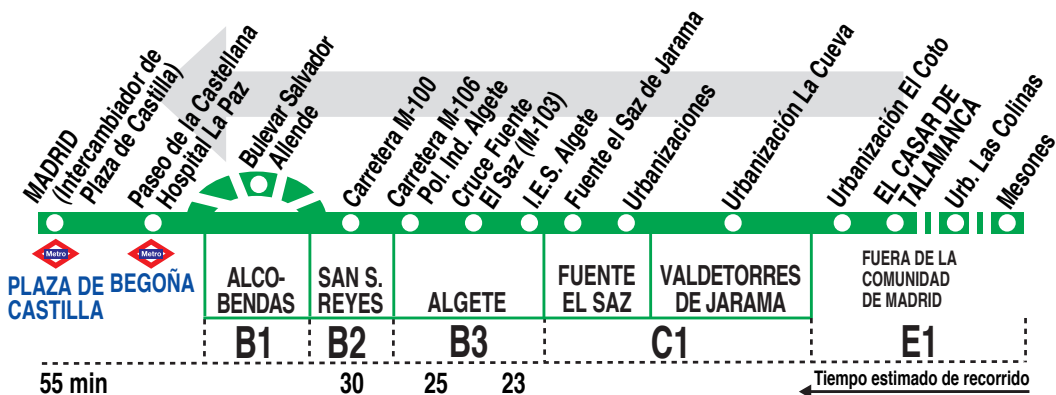 MADRID
(Intercambiador de
Plaza de Castilla)
Paseo de la Castellana
Hospital La Paz
Bulevar Salvador
Allende
Carretera M-100
Carretera M-106
Pol. Ind. Algete
Cruce Fuente
El Saz (M-103)
I.E.S. Algete
Fuente el Saz de Jarama
Urbanizaciones
Urbanización La Cueva
Urbanización El Coto
EL CASAR DE
TALAMANCA
Urb. Las Colinas
Mesones
Metro
PLAZA DE
CASTILLA
Metro
BEGOÑA
ALCO-
BENDAS
SAN S.
REYES
ALGETE
FUENTE
EL SAZ
VALDETORRES
DE JARAMA
FUERA DE LA
COMUNIDAD
DE MADRID
B1
B2
B3
C1
E1
55 min
30
25
23
Tiempo estimado de recorrido